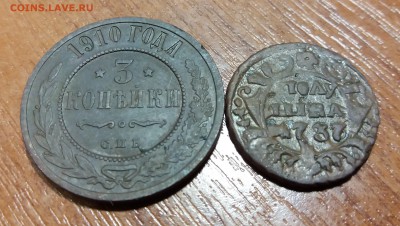 COINS.LAVE.RU
1910 ГОДА
3
КОПѢЙКИ
С.П.Б.
ПОЛУ
ШКА
1737